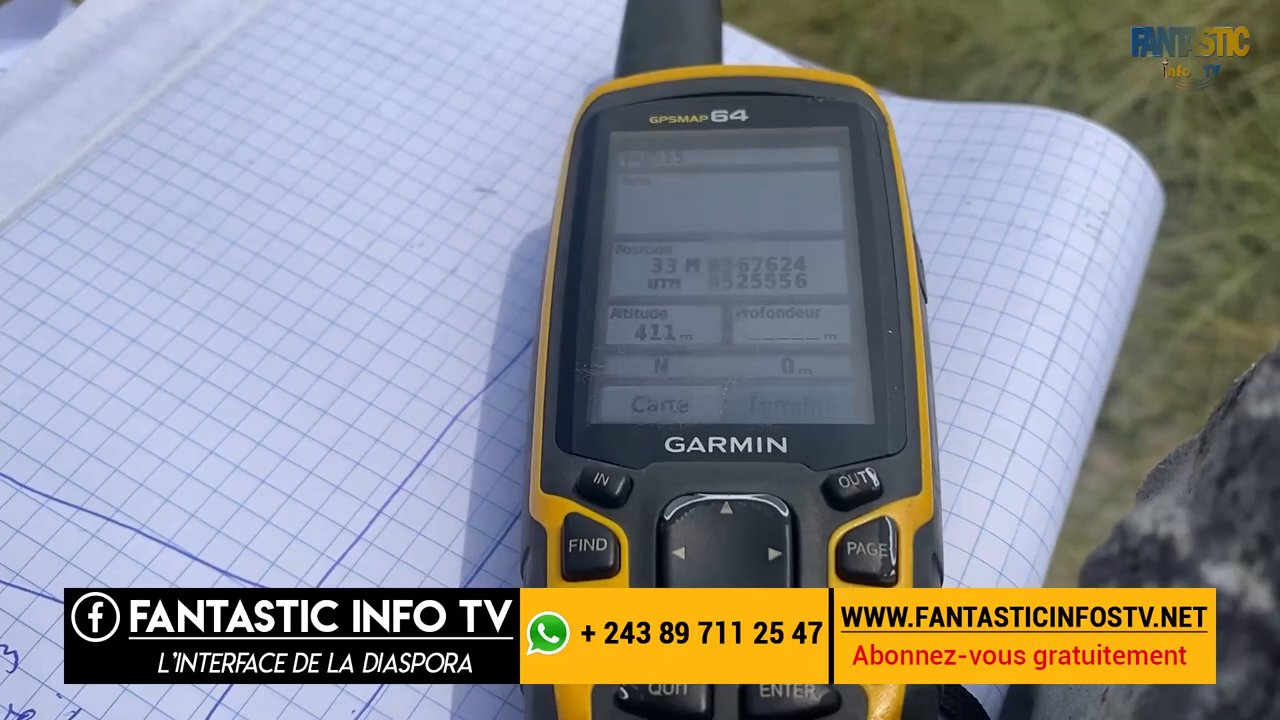 FANTASTIC
info TV
GPSMAP 64
Position
33 M 0567624
UTM 9525556
Altitude
Profondeur
411 m
m
N
0 m
Carte
Terminé
GARMIN
IN
OUT
FIND
PAGE
QUIT
ENTER
FANTASTIC INFO TV
L'INTERFACE DE LA DIASPORA
+ 243 89 711 25 47
WWW.FANTASTICINFOSTV.NET
Abonnez-vous gratuitement